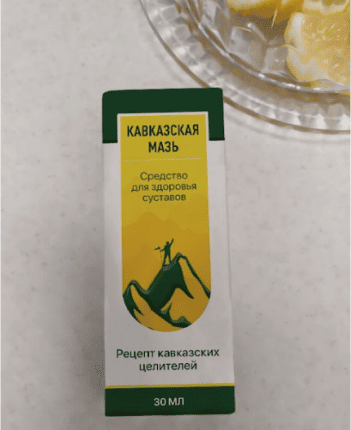 КАВКАЗСКАЯ
МАЗЬ
Средство
для здоровья
суставов
Рецепт кавказских
целителей
30 МЛ